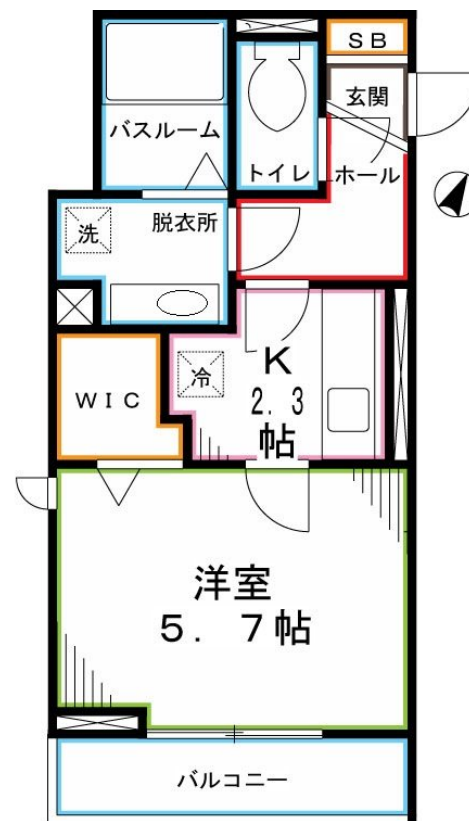 ＳＢ
玄関
バスルーム
トイレ
ホール
洗
脱衣所
冷
Ｋ
２.３
帖
ＷＩＣ
洋室
５.７帖
バルコニー